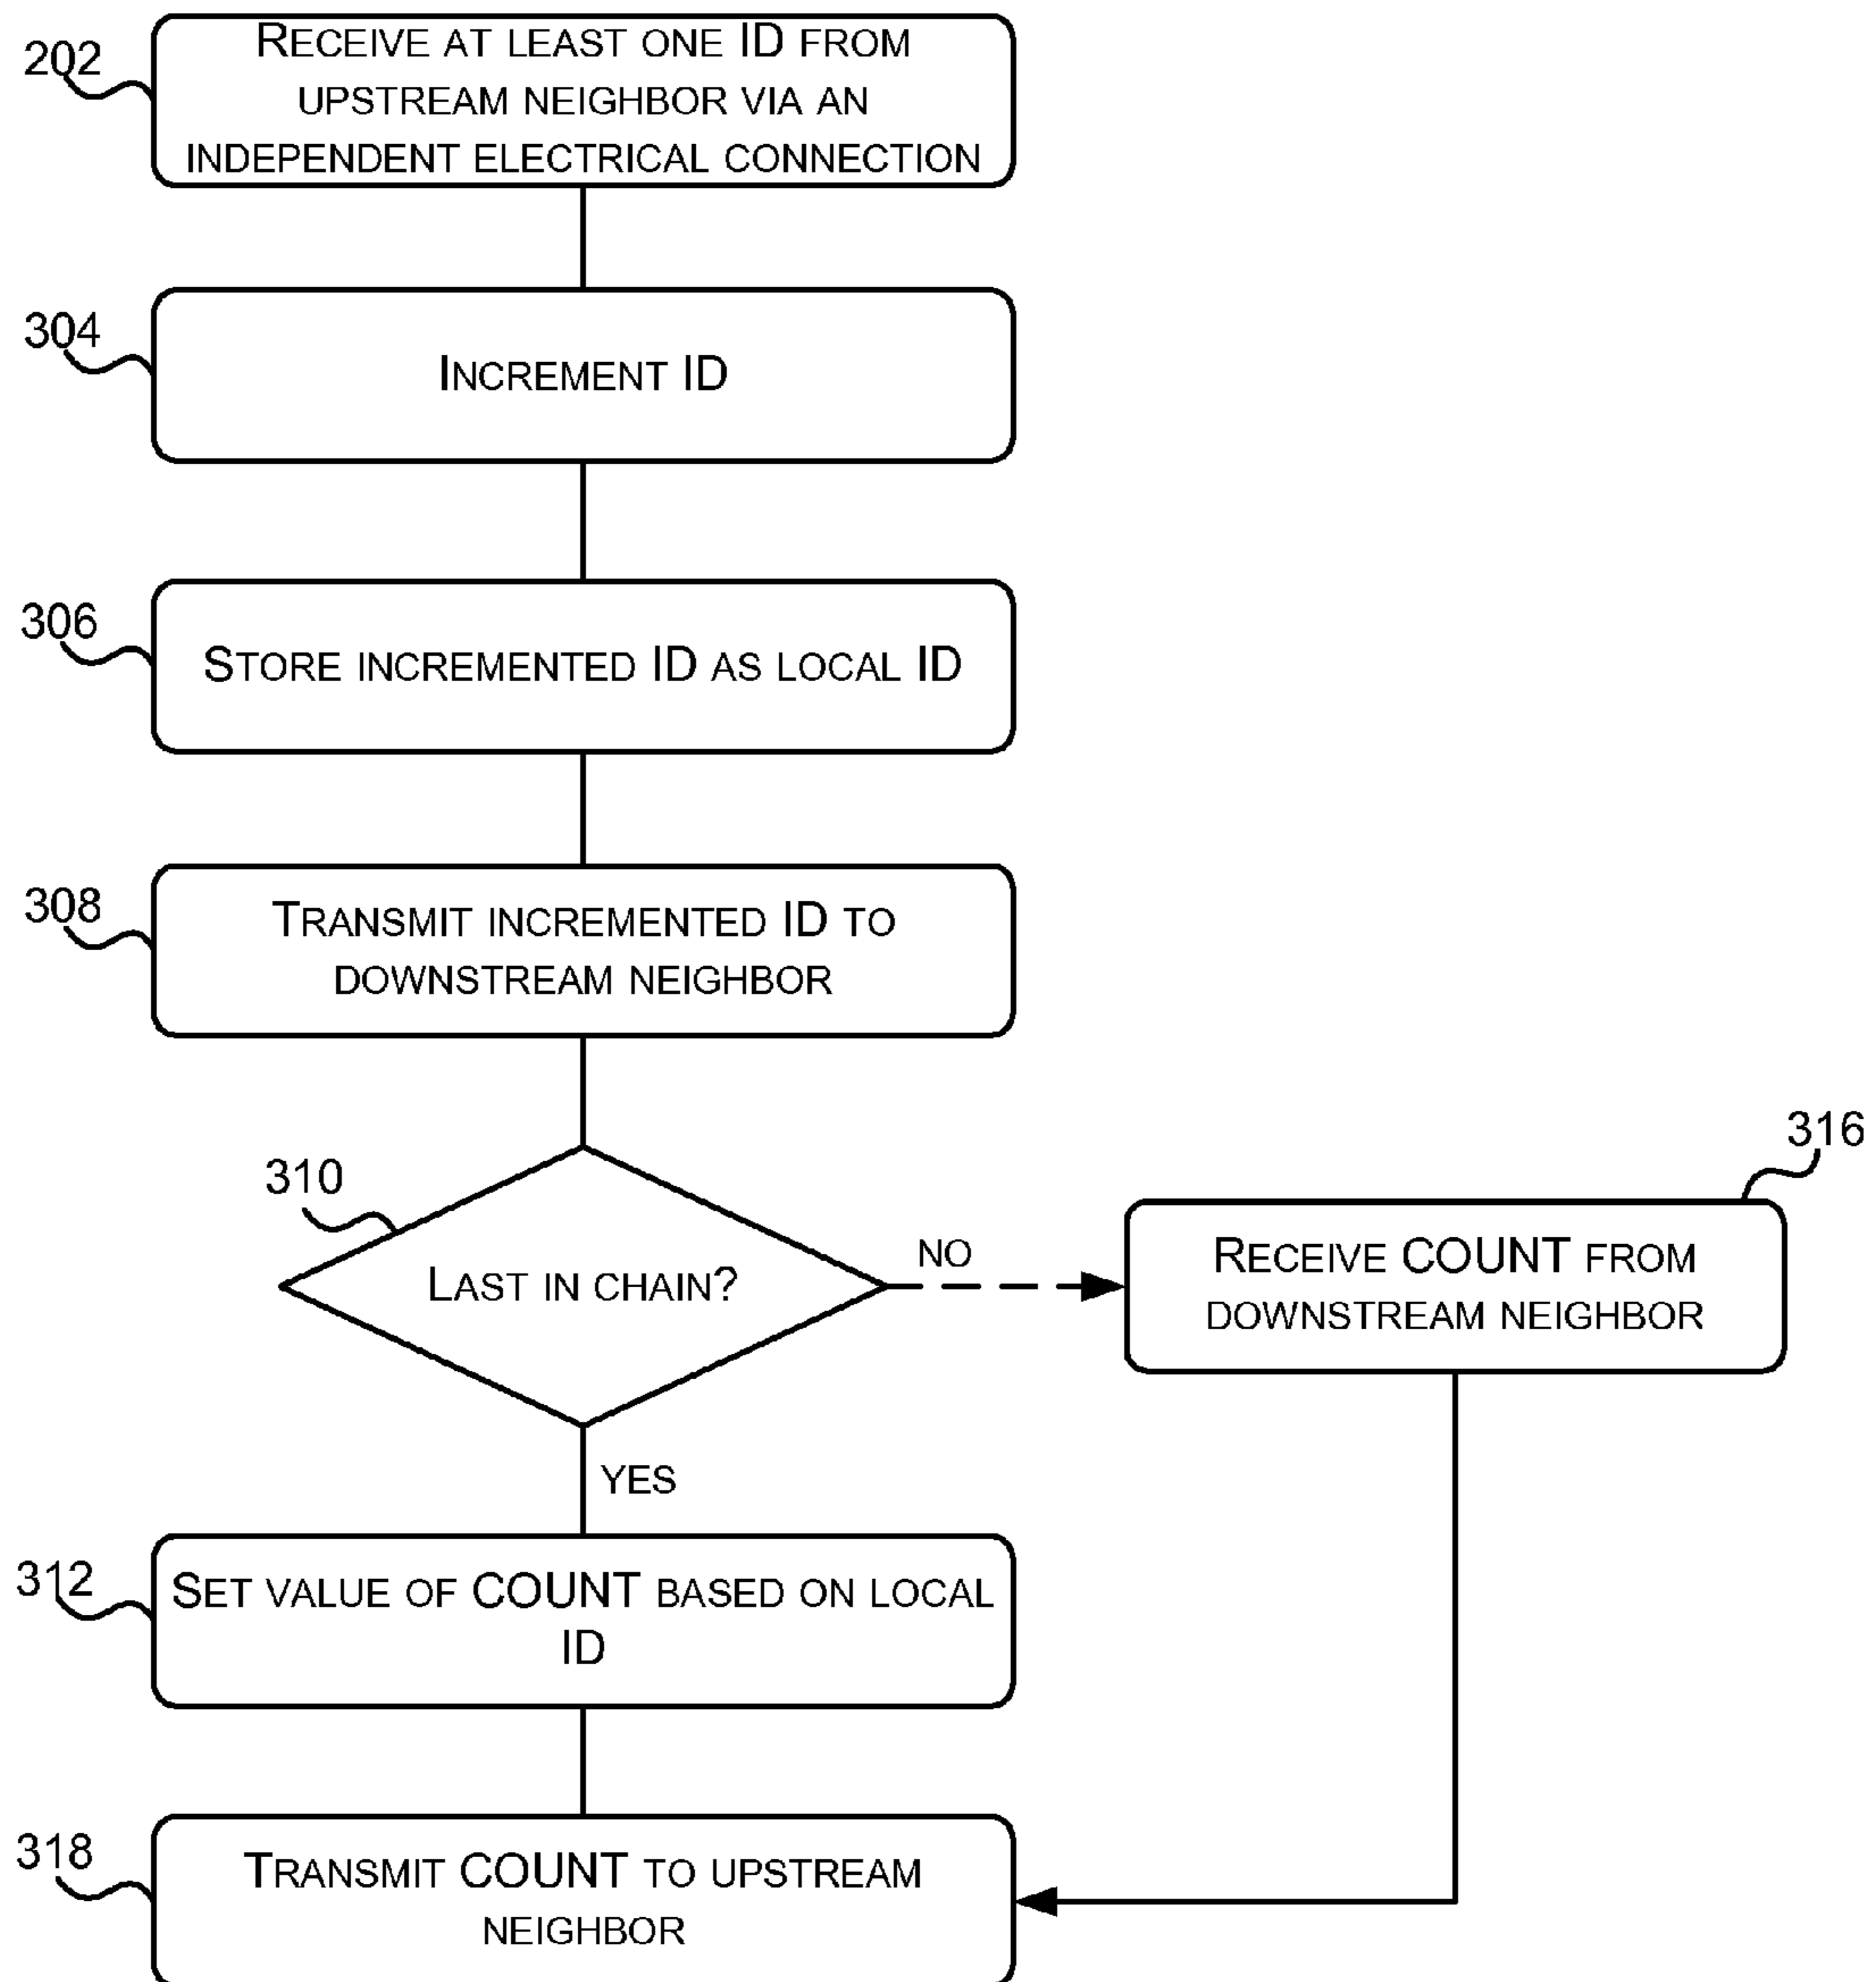 202
Receive at least one ID from
upstream neighbor via an
independent electrical connection
304
Increment ID
306
Store incremented ID as local ID
308
Transmit incremented ID to
downstream neighbor
310
Last in chain?
NO
316
Receive COUNT from
downstream neighbor
YES
312
Set value of COUNT based on local
ID
318
Transmit COUNT to upstream
neighbor